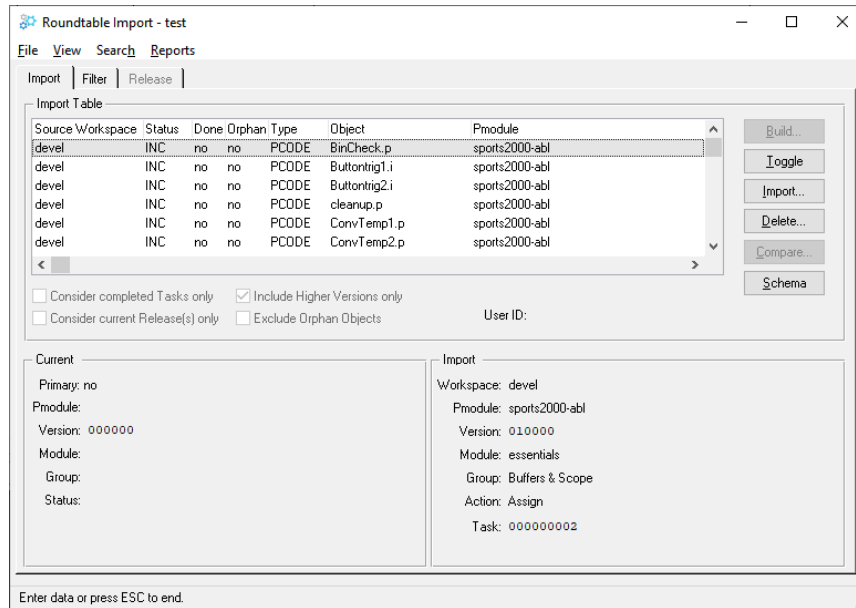 Roundtable Import - test
File View Search Reports
Import Filter Release
Import Table
Source Workspace Status Done Orphan Type Object Pmodule
devel INC no no PCODE BinCheck.p sports2000-abl
devel INC no no PCODE Buttontrig1.i sports2000-abl
devel INC no no PCODE Buttontrig2.i sports2000-abl
devel INC no no PCODE cleanup.p sports2000-abl
devel INC no no PCODE ConvTemp1.p sports2000-abl
devel INC no no PCODE ConvTemp2.p sports2000-abl
Build...
Toggle
Import...
Delete...
Compare...
Schema
Consider completed Tasks only Include Higher Versions only
Consider current Release(s) only Exclude Orphan Objects User ID:
Current
Primary: no
Pmodule:
Version: 000000
Module:
Group:
Status:
Import
Workspace: devel
Pmodule: sports2000-abl
Version: 010000
Module: essentials
Group: Buffers & Scope
Action: Assign
Task: 000000002
Enter data or press ESC to end.